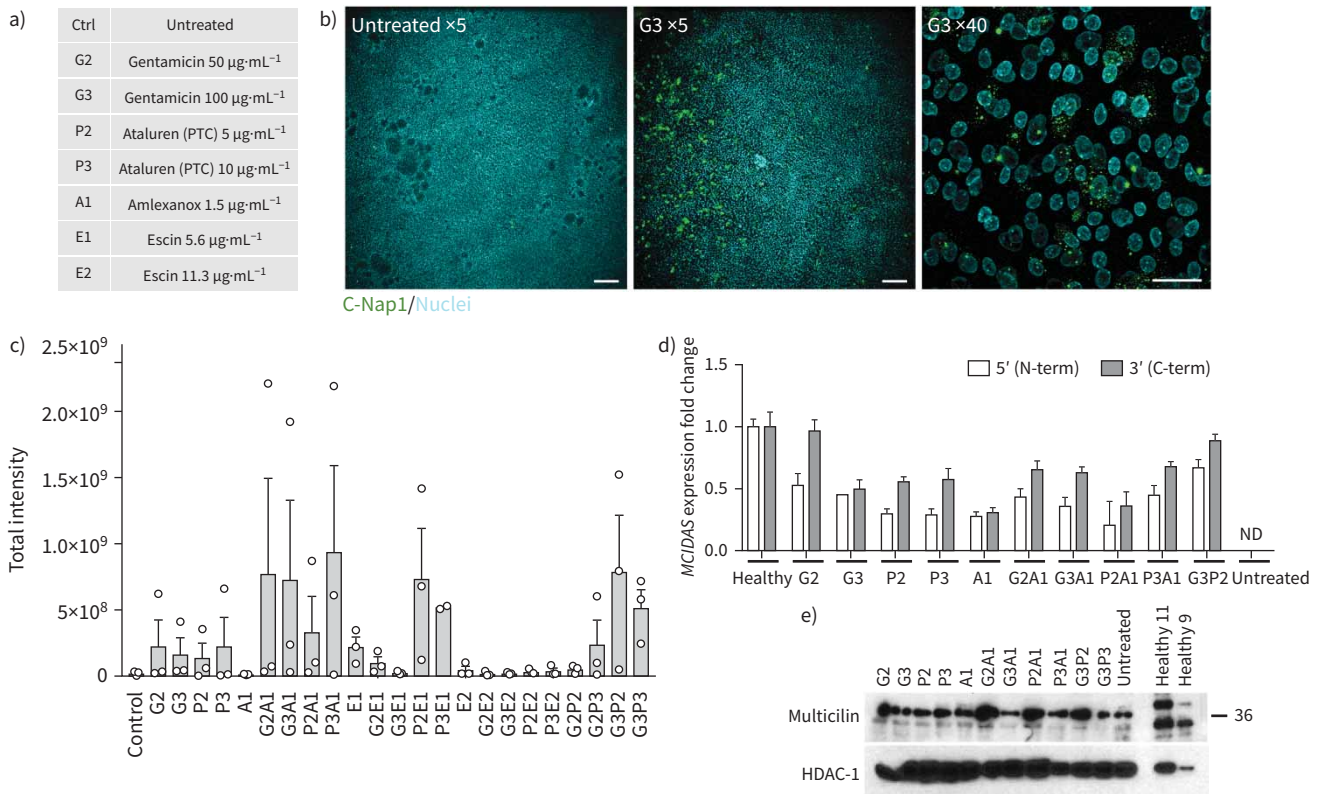 a)
Ctrl Untreated
G2 Gentamicin 50 µg·mL⁻¹
G3 Gentamicin 100 µg·mL⁻¹
P2 Ataluren (PTC) 5 µg·mL⁻¹
P3 Ataluren (PTC) 10 µg·mL⁻¹
A1 Amlexanox 1.5 µg·mL⁻¹
E1 Escin 5.6 µg·mL⁻¹
E2 Escin 11.3 µg·mL⁻¹
b)
Untreated ×5
G3 ×5
G3 ×40
C-Nap1/Nuclei
c)
Total intensity
2.5×10⁹
2.0×10⁹
1.5×10⁹
1.0×10⁹
5×10⁸
0
Control G2 G3 P2 P3 A1 G2A1 G3A1 P2A1 P3A1 E1 G2E1 G3E1 P2E1 P3E1 E2 G2E2 G3E2 P2E2 P3E2 G2P2 G2P3 G3P2 G3P3
d)
MCIDAS expression fold change
1.5
1.0
0.5
0.0
5′ (N-term) 3′ (C-term)
ND
Healthy G2 G3 P2 P3 A1 G2A1 G3A1 P2A1 P3A1 G3P2 Untreated
e)
G2 G3 P2 P3 A1 G2A1 G3A1 P2A1 P3A1 G3P2 G3P3 Untreated Healthy 11 Healthy 9
Multicilin
36
HDAC-1